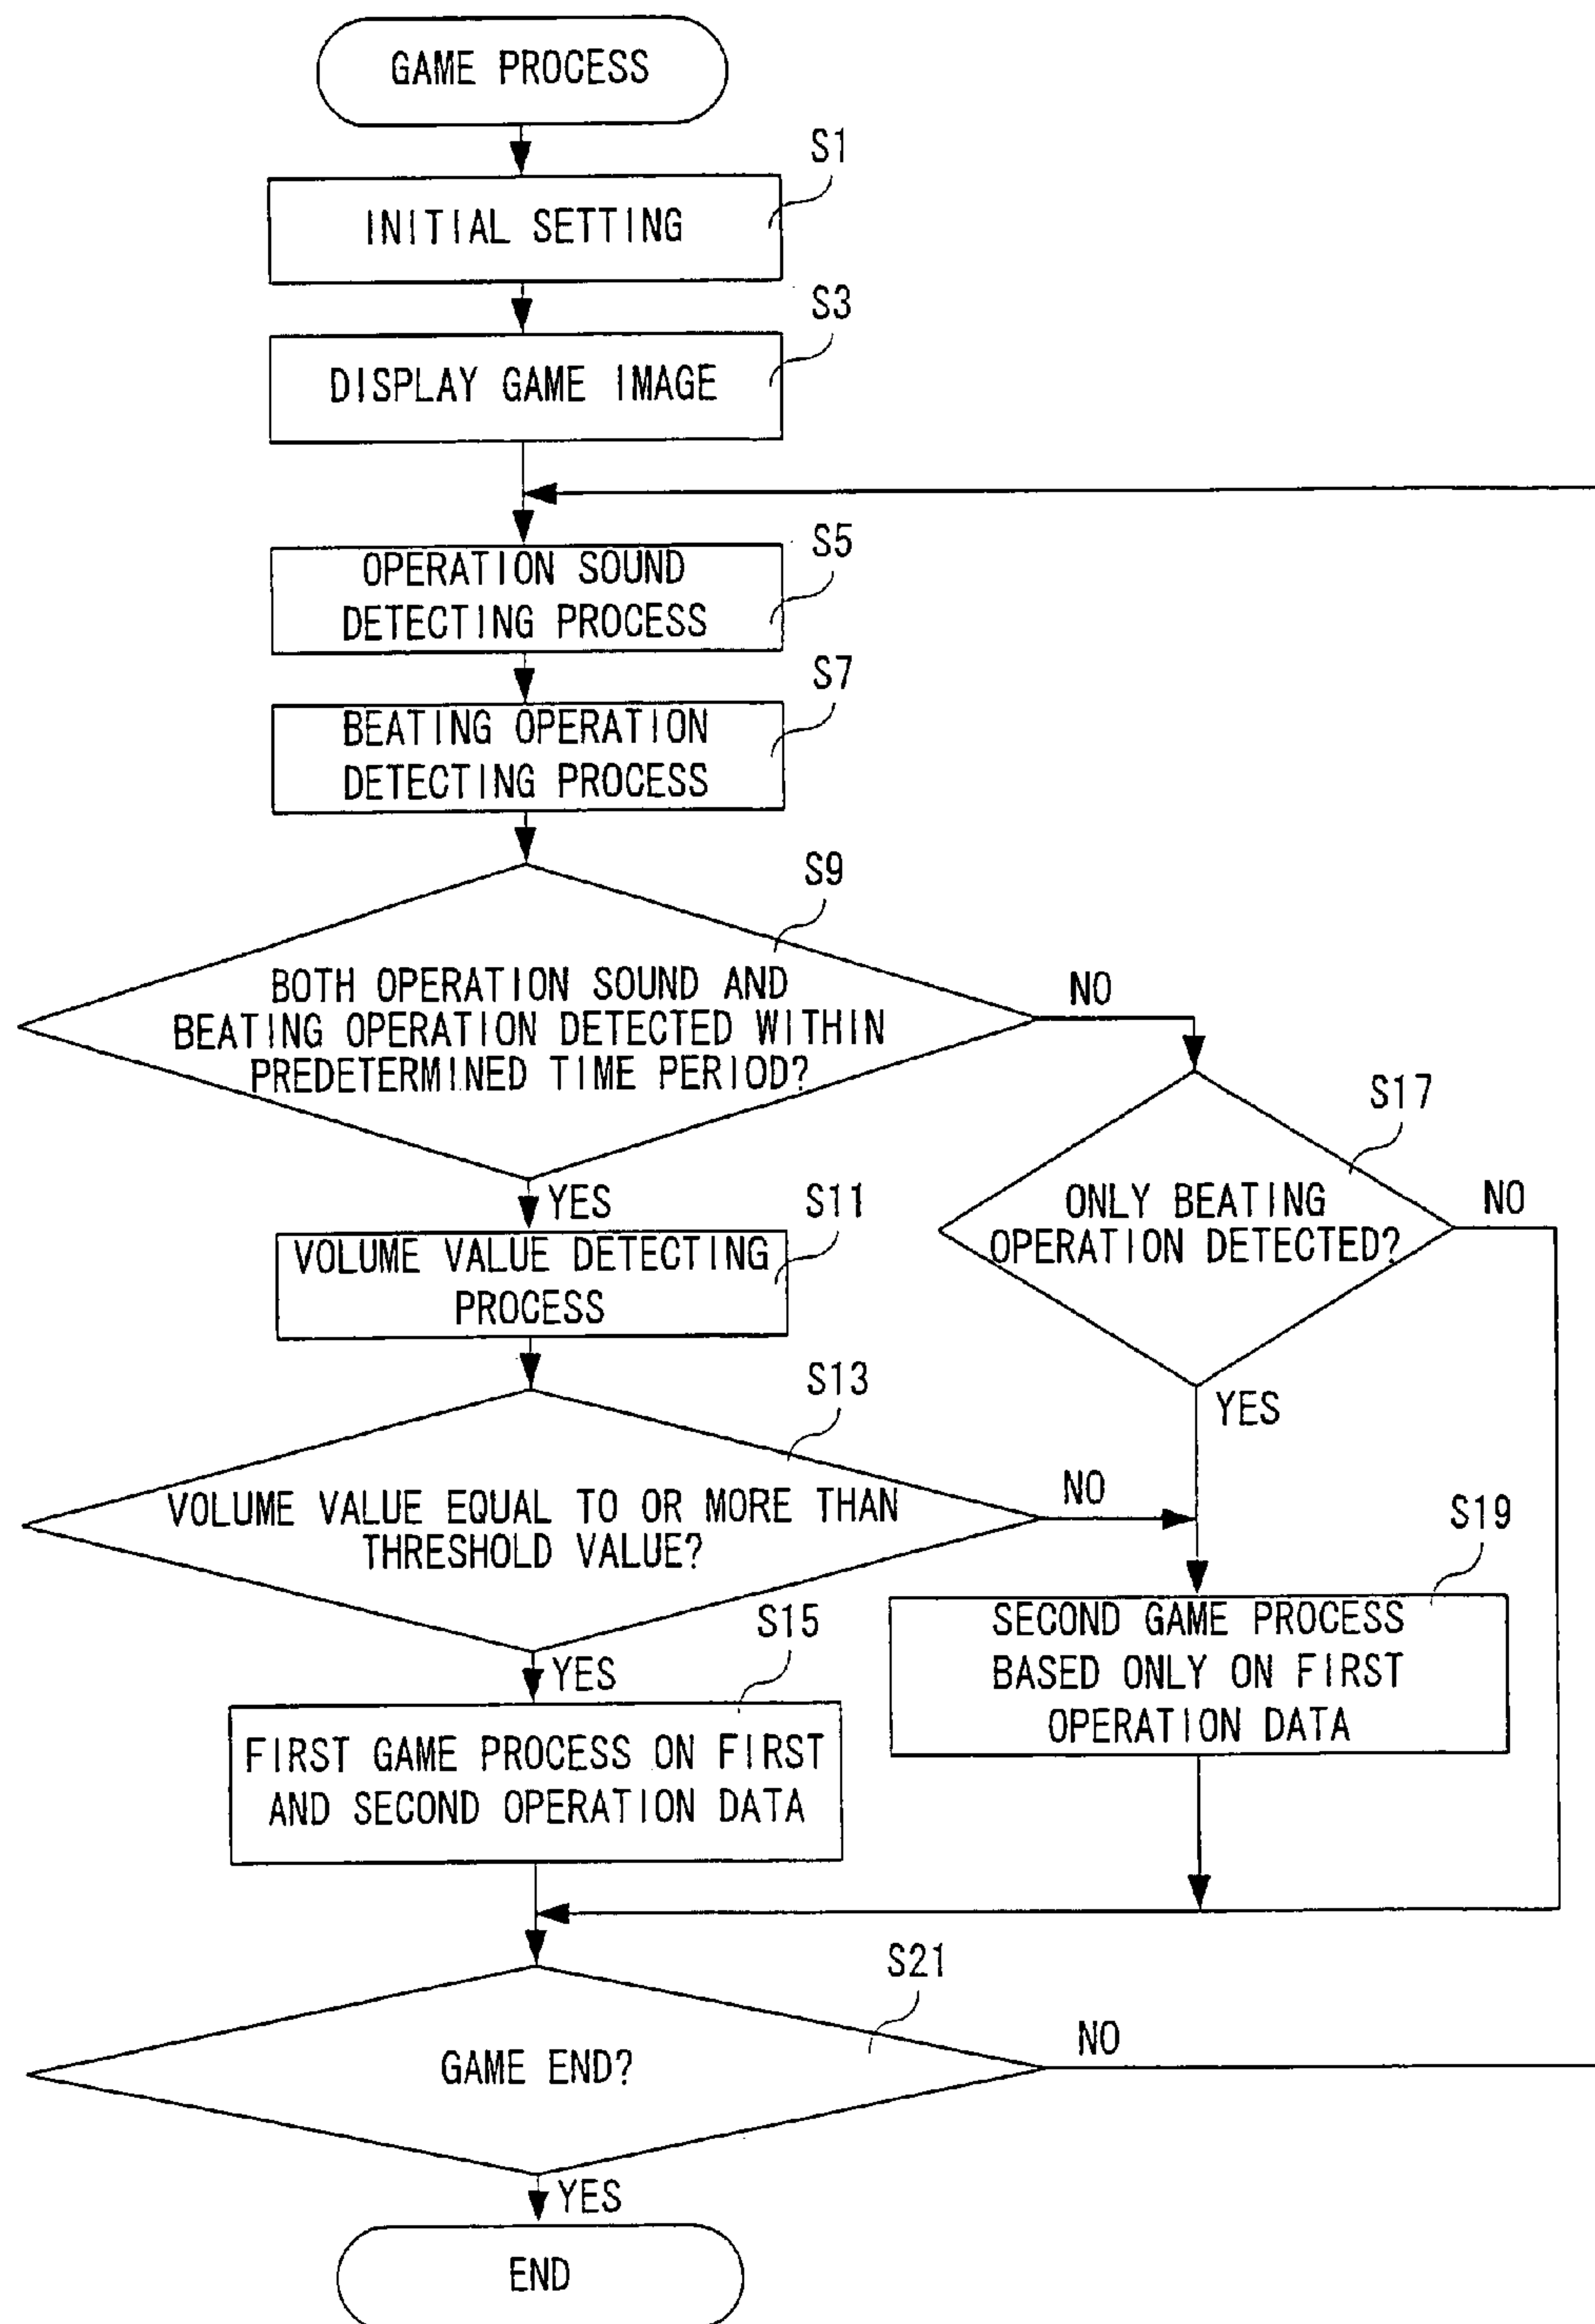 GAME PROCESS
S1
INITIAL SETTING
S3
DISPLAY GAME IMAGE
S5
OPERATION SOUND
DETECTING PROCESS
S7
BEATING OPERATION
DETECTING PROCESS
S9
BOTH OPERATION SOUND AND
BEATING OPERATION DETECTED WITHIN
PREDETERMINED TIME PERIOD?
NO
YES
S17
ONLY BEATING
OPERATION DETECTED?
NO
YES
S11
VOLUME VALUE DETECTING
PROCESS
S13
VOLUME VALUE EQUAL TO OR MORE THAN
THRESHOLD VALUE?
NO
YES
S19
SECOND GAME PROCESS
BASED ONLY ON FIRST
OPERATION DATA
S15
FIRST GAME PROCESS ON FIRST
AND SECOND OPERATION DATA
S21
GAME END?
NO
YES
END